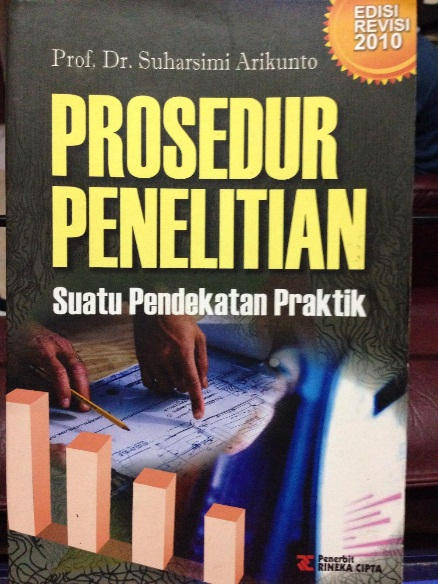 EDISI
REVISI
2010
Prof. Dr. Suharsimi Arikunto
PROSEDUR
PENELITIAN
Suatu Pendekatan Praktik
Penerbit
RINEKA CIPTA